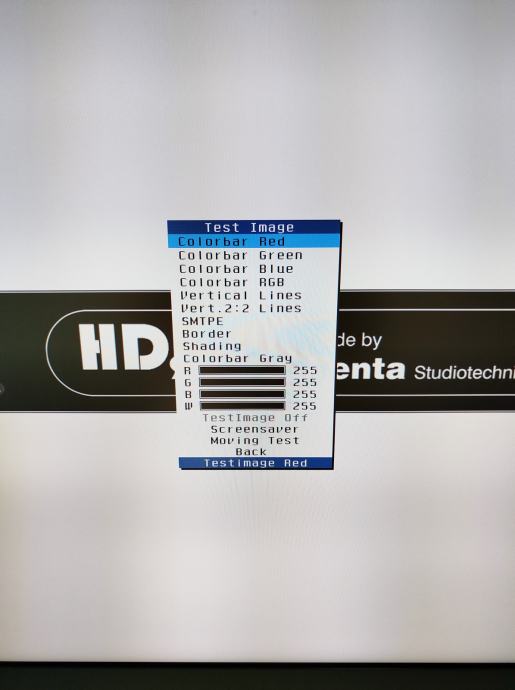 Test Image
Colorbar Red
Colorbar Green
Colorbar Blue
Colorbar RGB
Vertical Lines
Vert.2:2 Lines
SMTPE
Border
Shading
Colorbar Gray
R 255
G 255
B 255
W 255
TestImage Off
Screensaver
Moving Test
Back
Testimage Red
HD
de by
enta Studiotechni